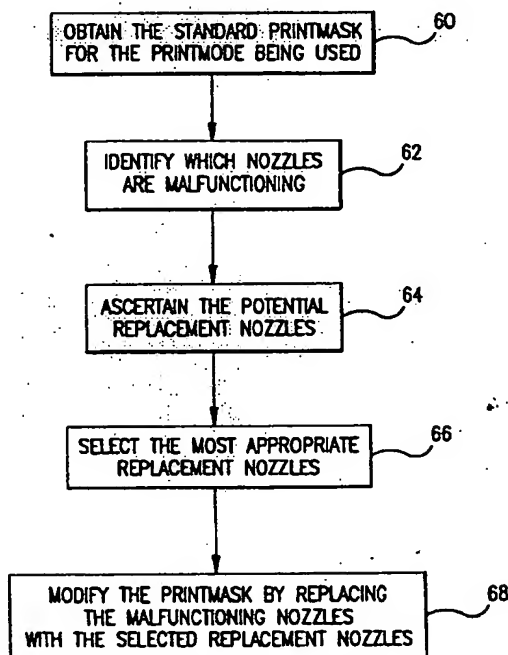 OBTAIN THE STANDARD PRINTMASK
FOR THE PRINTMODE BEING USED
60
IDENTIFY WHICH NOZZLES
ARE MALFUNCTIONING
62
ASCERTAIN THE POTENTIAL
REPLACEMENT NOZZLES
64
SELECT THE MOST APPROPRIATE
REPLACEMENT NOZZLES
66
MODIFY THE PRINTMASK BY REPLACING
THE MALFUNCTIONING NOZZLES
WITH THE SELECTED REPLACEMENT NOZZLES
68